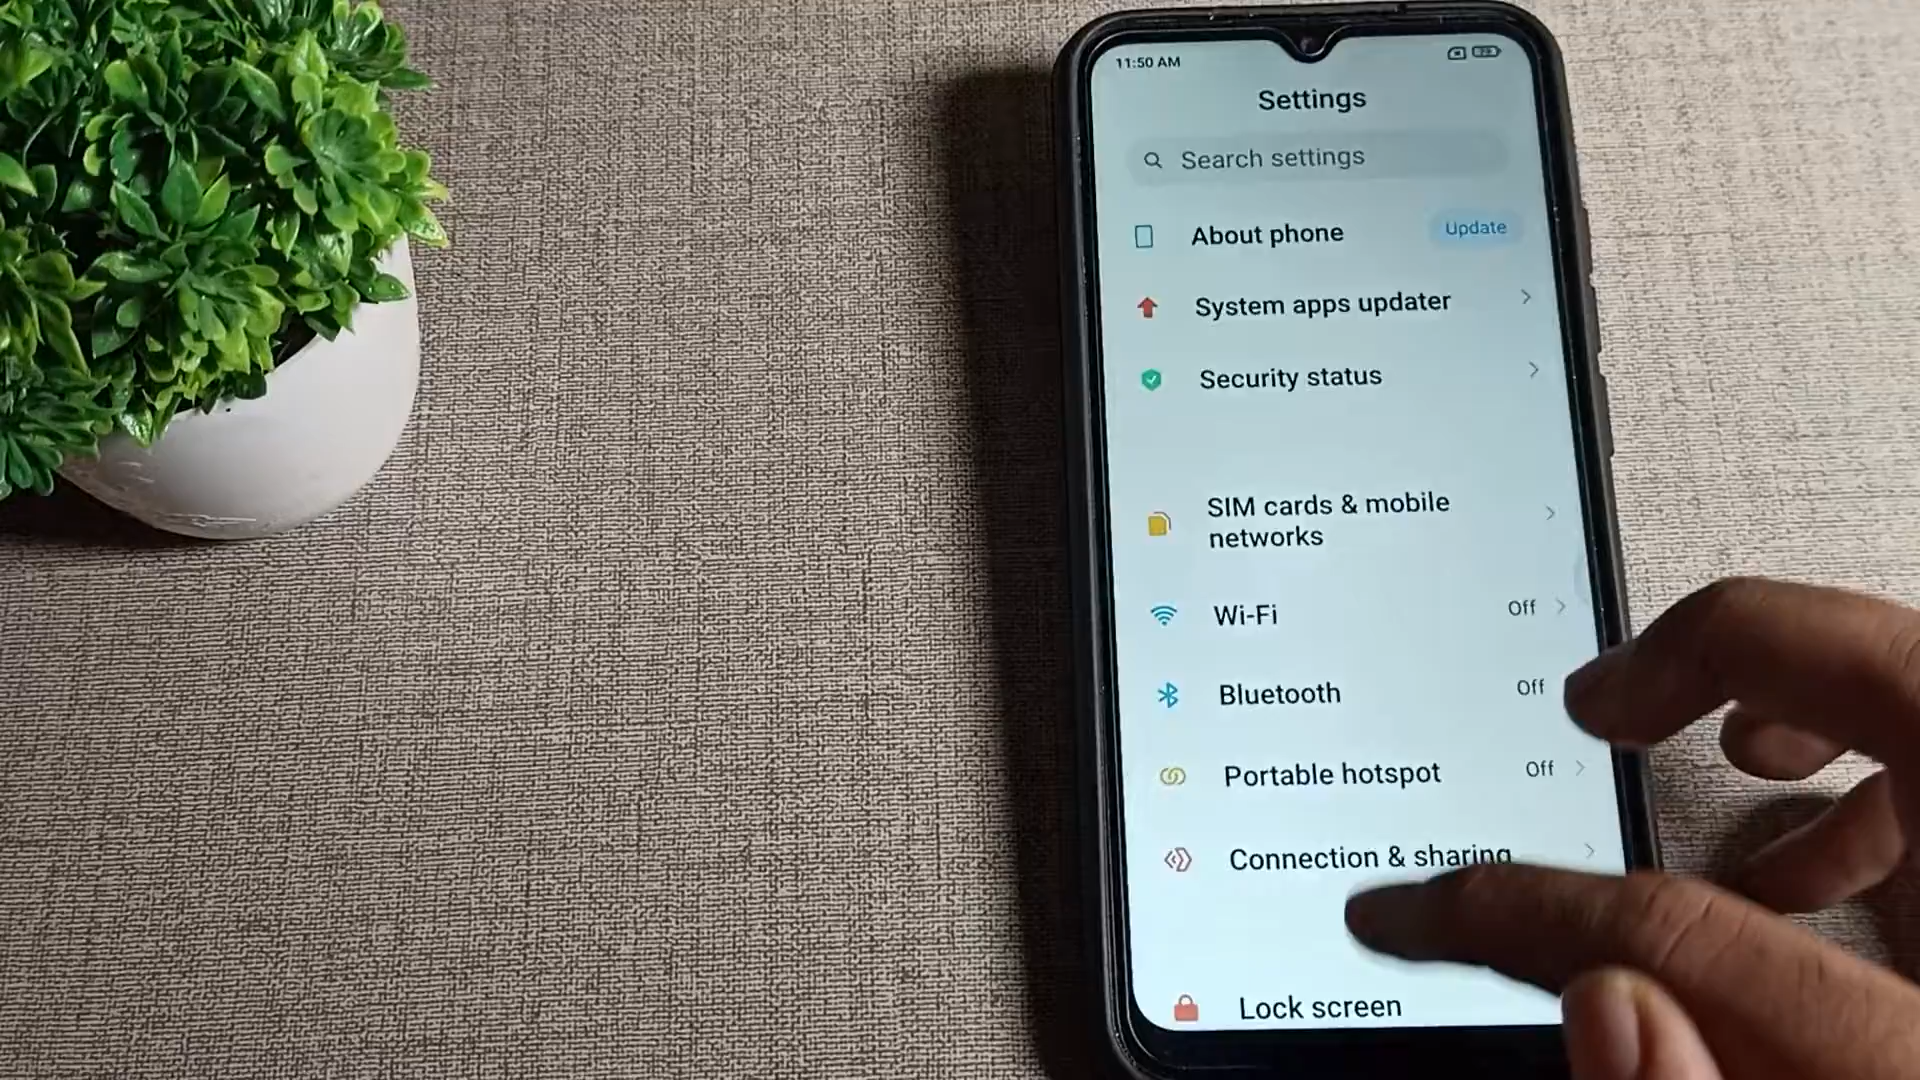 11:50 AM
Settings
Search settings
About phone
Update
System apps updater
Security status
SIM cards & mobile
networks
Wi-Fi
Off
Bluetooth
Off
Portable hotspot
Off
Connection & sharing
Lock screen